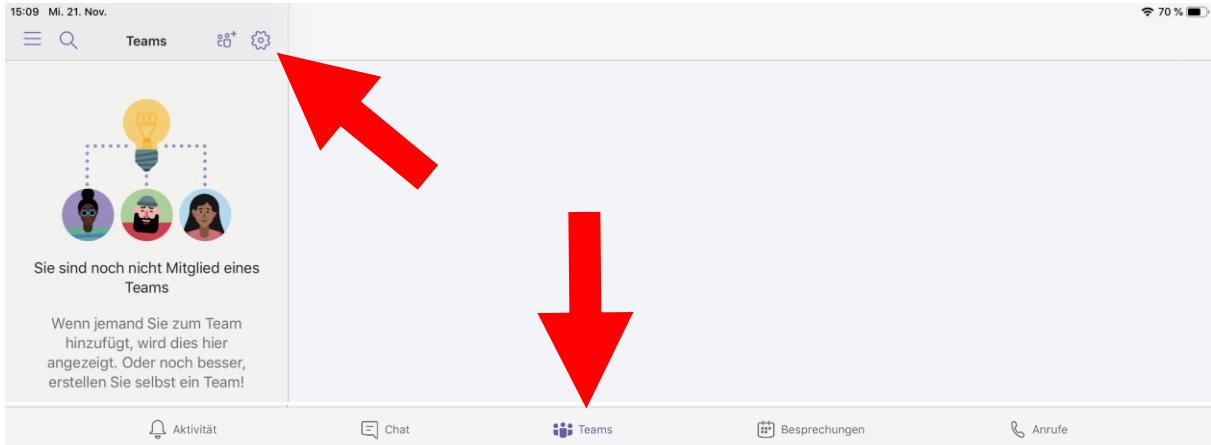 15:09 Mi. 21. Nov.
70 %
Teams
Sie sind noch nicht Mitglied eines
Teams
Wenn jemand Sie zum Team
hinzufügt, wird dies hier
angezeigt. Oder noch besser,
erstellen Sie selbst ein Team!
Aktivität
Chat
Teams
Besprechungen
Anrufe